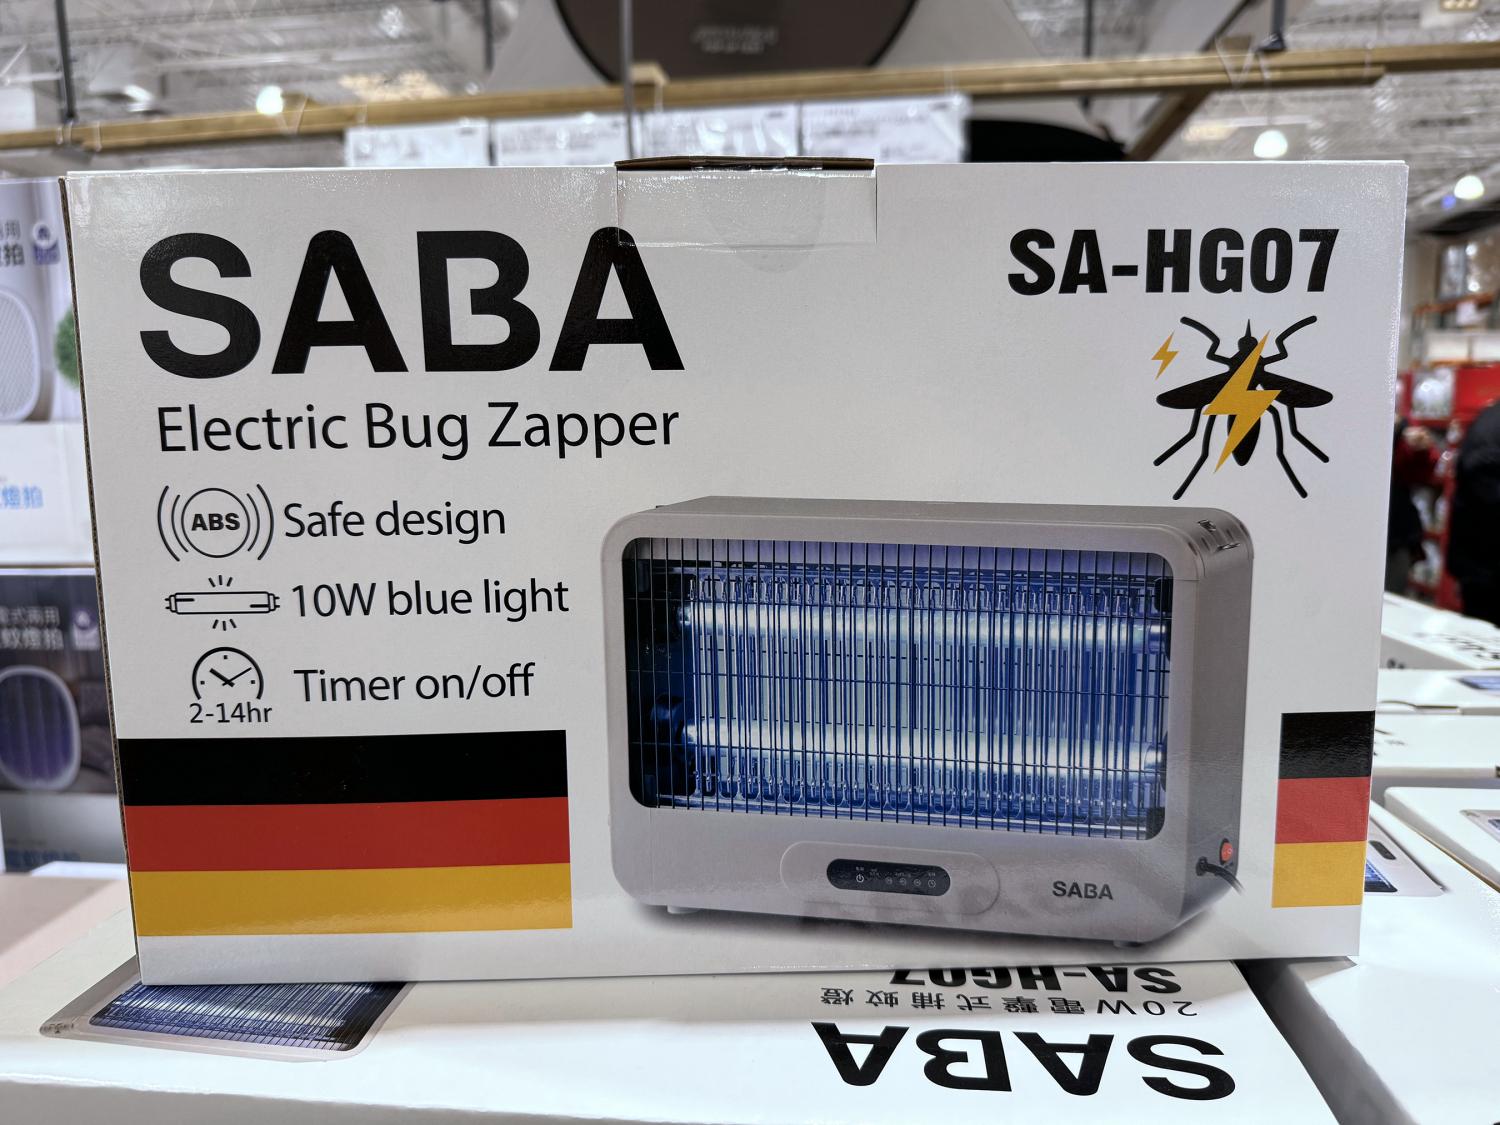 SABA
SA-HG07
Electric Bug Zapper
ABS Safe design
10W blue light
2-14hr
Timer on/off
SABA
SA-HG07
20W電擊式捕蚊燈
SABA